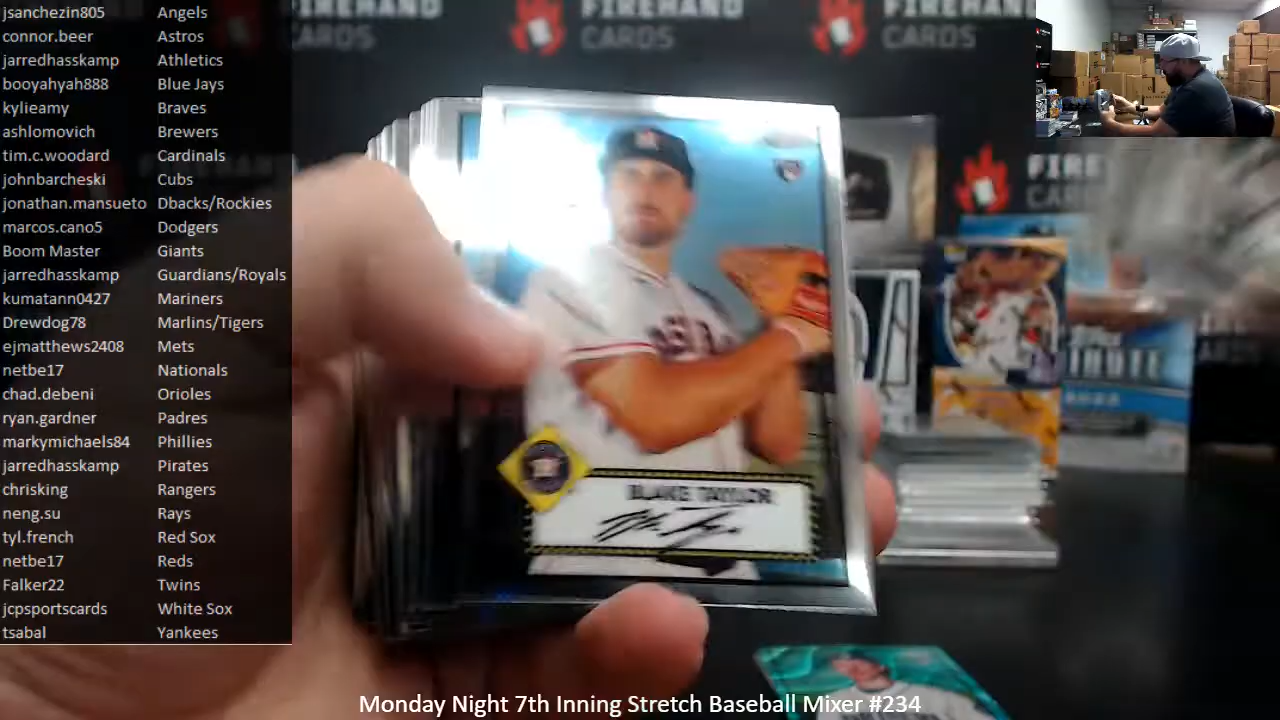 jsanchezin805 Angels
connor.beer Astros
jarredhasskamp Athletics
booyahyah888 Blue Jays
kylieamy Braves
ashlomovich Brewers
tim.c.woodard Cardinals
johnbarcheski Cubs
jonathan.mansueto Dbacks/Rockies
marcos.cano5 Dodgers
Boom Master Giants
jarredhasskamp Guardians/Royals
kumatann0427 Mariners
Drewdog78 Marlins/Tigers
ejmatthews2408 Mets
netbe17 Nationals
chad.debeni Orioles
ryan.gardner Padres
markymichaels84 Phillies
jarredhasskamp Pirates
chrisking Rangers
neng.su Rays
tyl.french Red Sox
netbe17 Reds
Falker22 Twins
jcpsportscards White Sox
tsabal Yankees
FIREHAND
CARDS
FIREHAND
CARDS
FIREHAND
CARDS
BLAKE TAYLOR
Monday Night 7th Inning Stretch Baseball Mixer #234